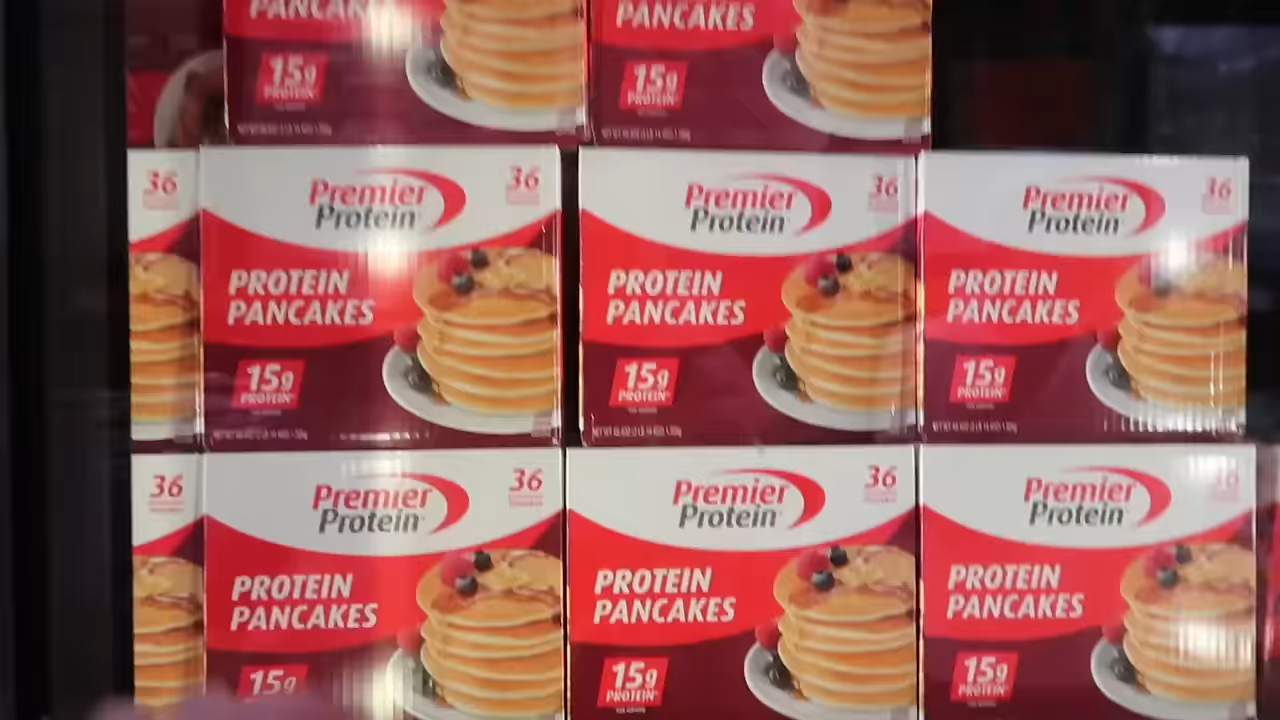 PANCAKES
15g
PROTEIN
PANCAKES
15g
PROTEIN
36
36
Premier
Protein
PROTEIN
PANCAKES
15g
PROTEIN
36
Premier
Protein
PROTEIN
PANCAKES
15g
PROTEIN
36
Premier
Protein
PROTEIN
PANCAKES
15g
PROTEIN
36
36
Premier
Protein
PROTEIN
PANCAKES
15g
36
Premier
Protein
PROTEIN
PANCAKES
15g
PROTEIN
36
Premier
Protein
PROTEIN
PANCAKES
15g
PROTEIN